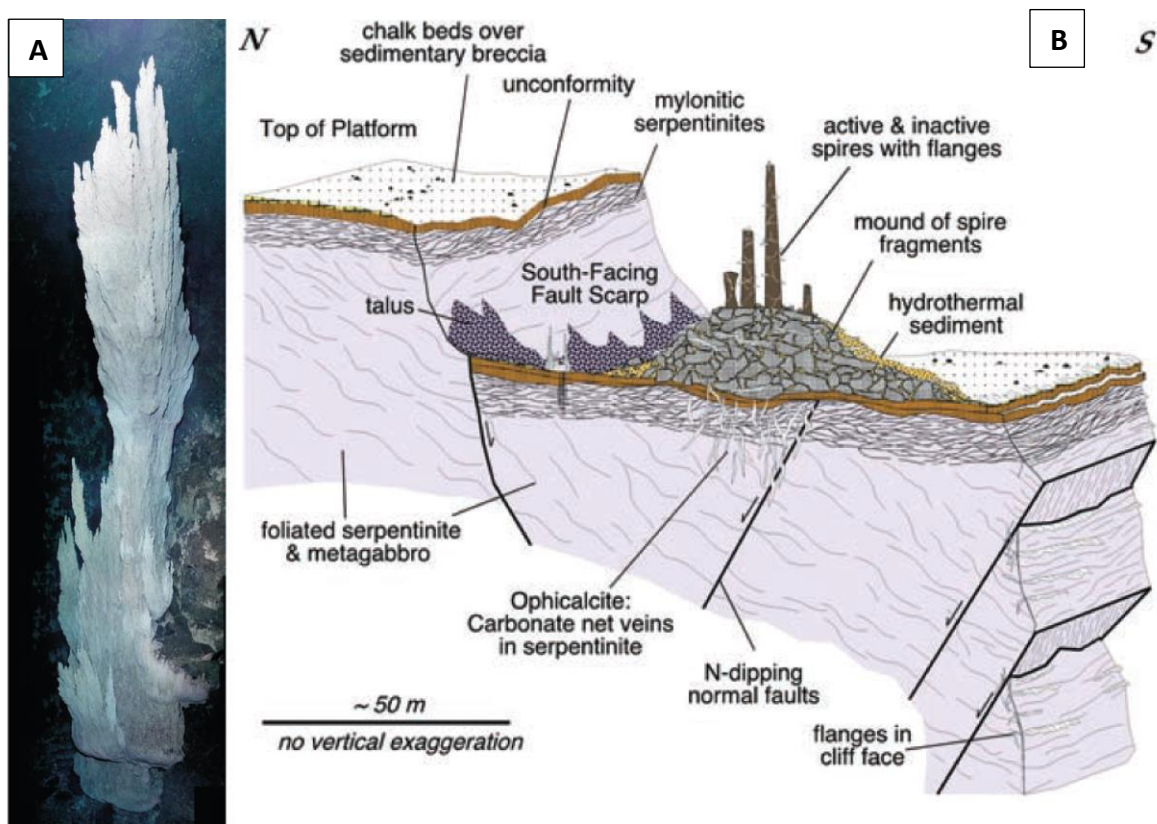 A
N
B
S
chalk beds over
sedimentary breccia
unconformity
mylonitic
serpentinites
Top of Platform
active & inactive
spires with flanges
mound of spire
fragments
South-Facing
Fault Scarp
talus
hydrothermal
sediment
foliated serpentinite
& metagabbro
Ophicalcite:
Carbonate net veins
in serpentinite
N-dipping
normal faults
~ 50 m
no vertical exaggeration
flanges in
cliff face